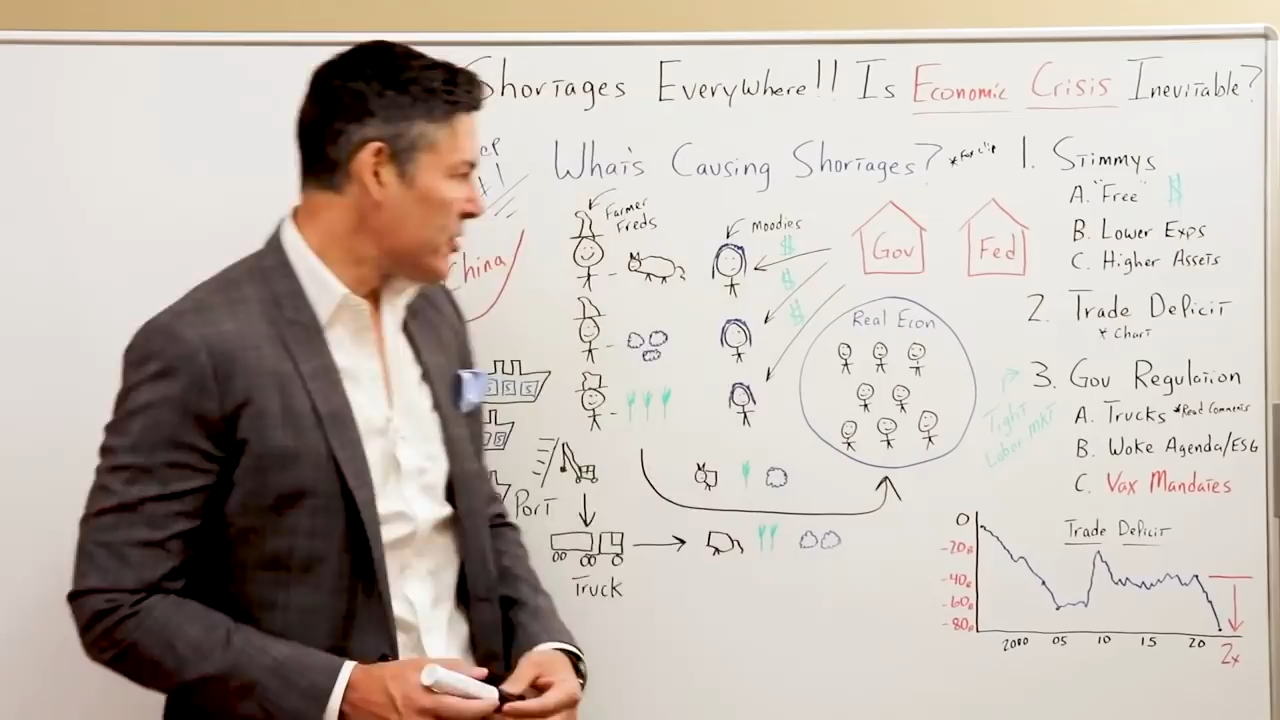 Shortages Everywhere!! Is Economic Crisis Inevitable?
What's Causing Shortages? *For clip
China
Farmer
Freds
Moodies
$
$
$
Gov
Fed
Real Econ
Port
Truck
1. Stimmys
A. "Free" $
B. Lower Exps
C. Higher Assets
2. Trade Deficit
* Chart
3. Gov Regulation
Tight
Laber MKT
A. Trucks *Read Comments
B. Woke Agenda/ESG
C. Vax Mandates
Trade Deficit
0
-20B
-40B
-60B
-80B
2000 05 10 15 20
2x